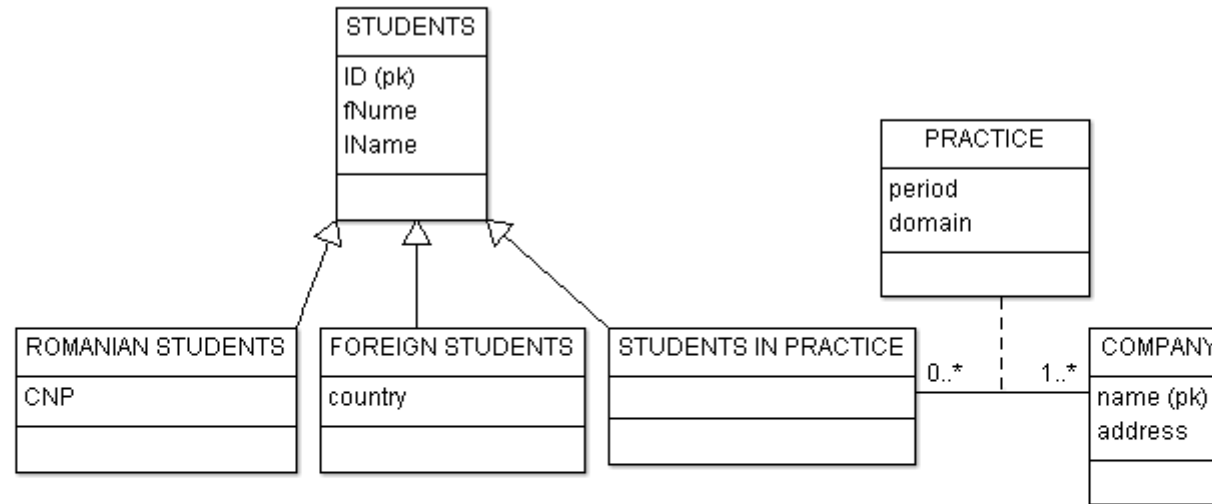 STUDENTS
ID (pk)
fNume
lName
PRACTICE
period
domain
ROMANIAN STUDENTS
CNP
FOREIGN STUDENTS
country
STUDENTS IN PRACTICE
0..*
1..*
COMPANY
name (pk)
address